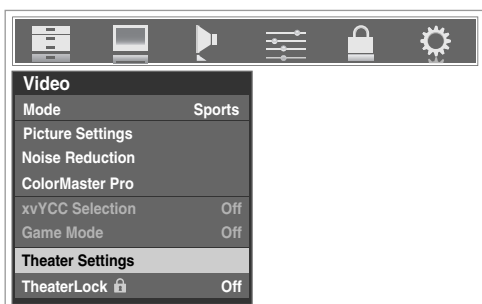 Video
Mode Sports
Picture Settings
Noise Reduction
ColorMaster Pro
xvYCC Selection Off
Game Mode Off
Theater Settings
TheaterLock Off